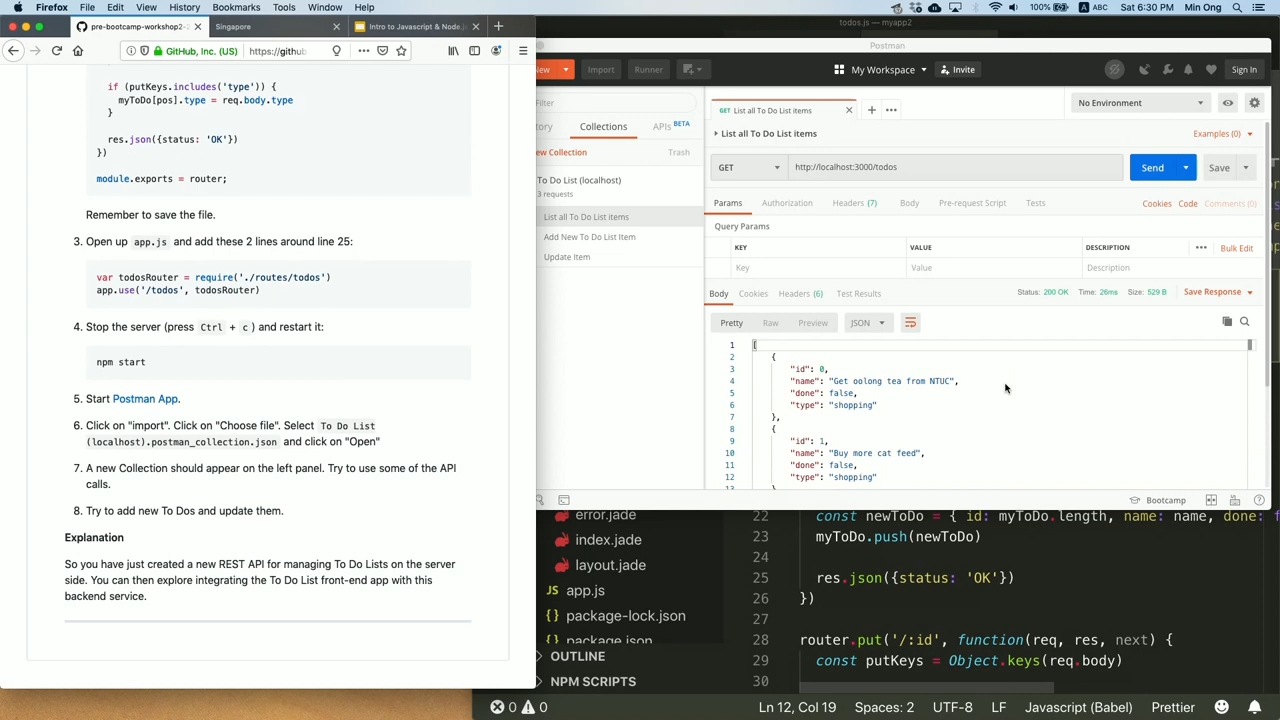 Firefox File Edit View History Bookmarks Tools Window Help 100% ABC Sat 6:30 PM Min Ong
pre-bootcamp-workshop2-2
Singapore
Intro to Javascript & Node.js
GitHub, Inc. (US) https://github
if (putKeys.includes('type')) {
myToDo[pos].type = req.body.type
}
res.json({status: 'OK'})
})
module.exports = router;
Remember to save the file.
3. Open up app.js and add these 2 lines around line 25:
var todosRouter = require('./routes/todos')
app.use('/todos', todosRouter)
4. Stop the server (press Ctrl + c ) and restart it:
npm start
5. Start Postman App.
6. Click on "import". Click on "Choose file". Select To Do List
(localhost).postman_collection.json and click on "Open"
7. A new Collection should appear on the left panel. Try to use some of the API
calls.
8. Try to add new To Dos and update them.
Explanation
So you have just created a new REST API for managing To Do Lists on the server
side. You can then explore integrating the To Do List front-end app with this
backend service.
todos.js — myapp2
Postman
New Import Runner My Workspace Invite Sign In
Filter
tory Collections APIs BETA
ew Collection Trash
To Do List (localhost)
3 requests
List all To Do List items
Add New To Do List Item
Update Item
GET List all To Do List items
No Environment
List all To Do List items Examples (0)
GET http://localhost:3000/todos Send Save
Params Authorization Headers (7) Body Pre-request Script Tests Cookies Code Comments (0)
Query Params
KEY VALUE DESCRIPTION Bulk Edit
Key Value Description
Body Cookies Headers (6) Test Results Status: 200 OK Time: 26ms Size: 529 B Save Response
Pretty Raw Preview JSON
1 [
2 {
3 "id": 0,
4 "name": "Get oolong tea from NTUC",
5 "done": false,
6 "type": "shopping"
7 },
8 {
9 "id": 1,
10 "name": "Buy more cat feed",
11 "done": false,
12 "type": "shopping"
13 }
Bootcamp
error.jade
index.jade
layout.jade
app.js
package-lock.json
package.json
OUTLINE
NPM SCRIPTS
22 const newToDo = { id: myToDo.length, name: name, done: f
23 myToDo.push(newToDo)
24
25 res.json({status: 'OK'})
26 })
27
28 router.put('/:id', function(req, res, next) {
29 const putKeys = Object.keys(req.body)
30
0 0 Ln 12, Col 19 Spaces: 2 UTF-8 LF Javascript (Babel) Prettier